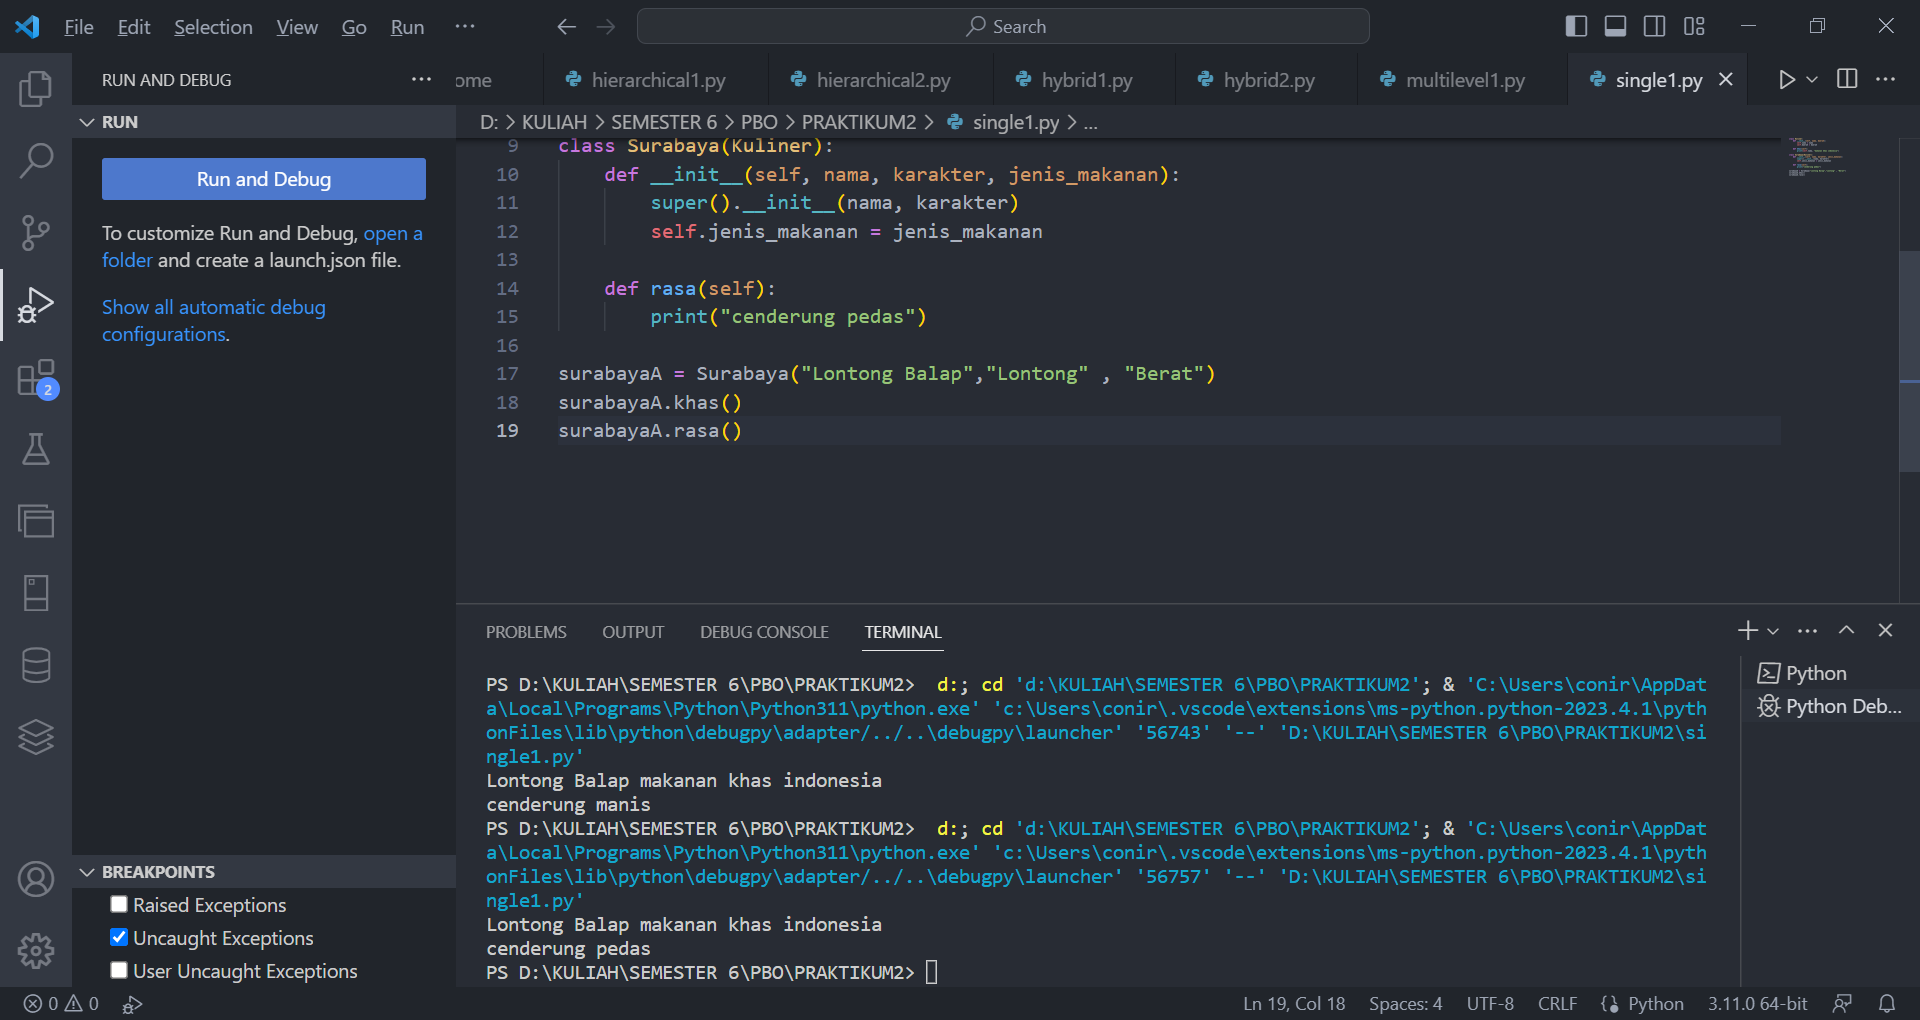 File Edit Selection View Go Run ··· Search
RUN AND DEBUG ···
ome hierarchical1.py hierarchical2.py hybrid1.py hybrid2.py multilevel1.py single1.py
RUN
Run and Debug
To customize Run and Debug, open a
folder and create a launch.json file.
Show all automatic debug
configurations.
2
BREAKPOINTS
Raised Exceptions
Uncaught Exceptions
User Uncaught Exceptions
D: > KULIAH > SEMESTER 6 > PBO > PRAKTIKUM2 > single1.py > ...
9 class Surabaya(Kuliner):
10 def __init__(self, nama, karakter, jenis_makanan):
11 super().__init__(nama, karakter)
12 self.jenis_makanan = jenis_makanan
13
14 def rasa(self):
15 print("cenderung pedas")
16
17 surabayaA = Surabaya("Lontong Balap","Lontong" , "Berat")
18 surabayaA.khas()
19 surabayaA.rasa()
PROBLEMS OUTPUT DEBUG CONSOLE TERMINAL
PS D:\KULIAH\SEMESTER 6\PBO\PRAKTIKUM2>  d:; cd 'd:\KULIAH\SEMESTER 6\PBO\PRAKTIKUM2'; & 'C:\Users\conir\AppDat
a\Local\Programs\Python\Python311\python.exe' 'c:\Users\conir\.vscode\extensions\ms-python.python-2023.4.1\pyth
onFiles\lib\python\debugpy\adapter/../..\debugpy\launcher' '56743' '--' 'D:\KULIAH\SEMESTER 6\PBO\PRAKTIKUM2\si
ngle1.py'
Lontong Balap makanan khas indonesia
cenderung manis
PS D:\KULIAH\SEMESTER 6\PBO\PRAKTIKUM2>  d:; cd 'd:\KULIAH\SEMESTER 6\PBO\PRAKTIKUM2'; & 'C:\Users\conir\AppDat
a\Local\Programs\Python\Python311\python.exe' 'c:\Users\conir\.vscode\extensions\ms-python.python-2023.4.1\pyth
onFiles\lib\python\debugpy\adapter/../..\debugpy\launcher' '56757' '--' 'D:\KULIAH\SEMESTER 6\PBO\PRAKTIKUM2\si
ngle1.py'
Lontong Balap makanan khas indonesia
cenderung pedas
PS D:\KULIAH\SEMESTER 6\PBO\PRAKTIKUM2>
Python
Python Deb...
0 0 Ln 19, Col 18 Spaces: 4 UTF-8 CRLF Python 3.11.0 64-bit